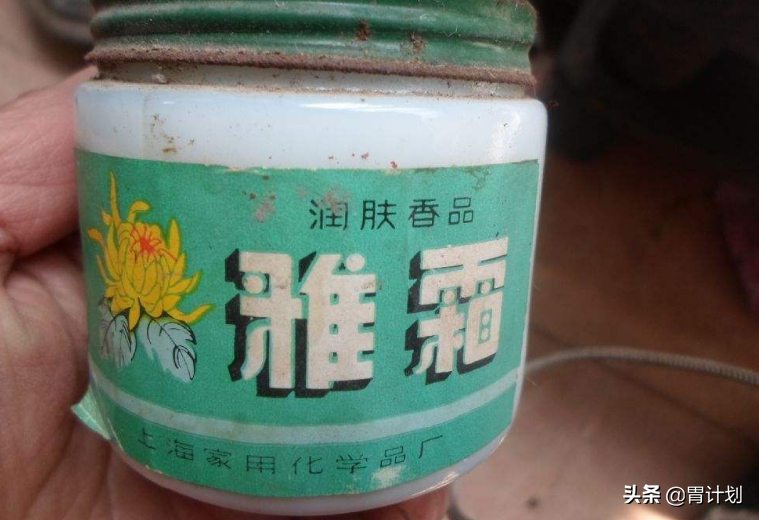 润肤香品
雅霜
上海家用化学品厂
头条 @胃计划